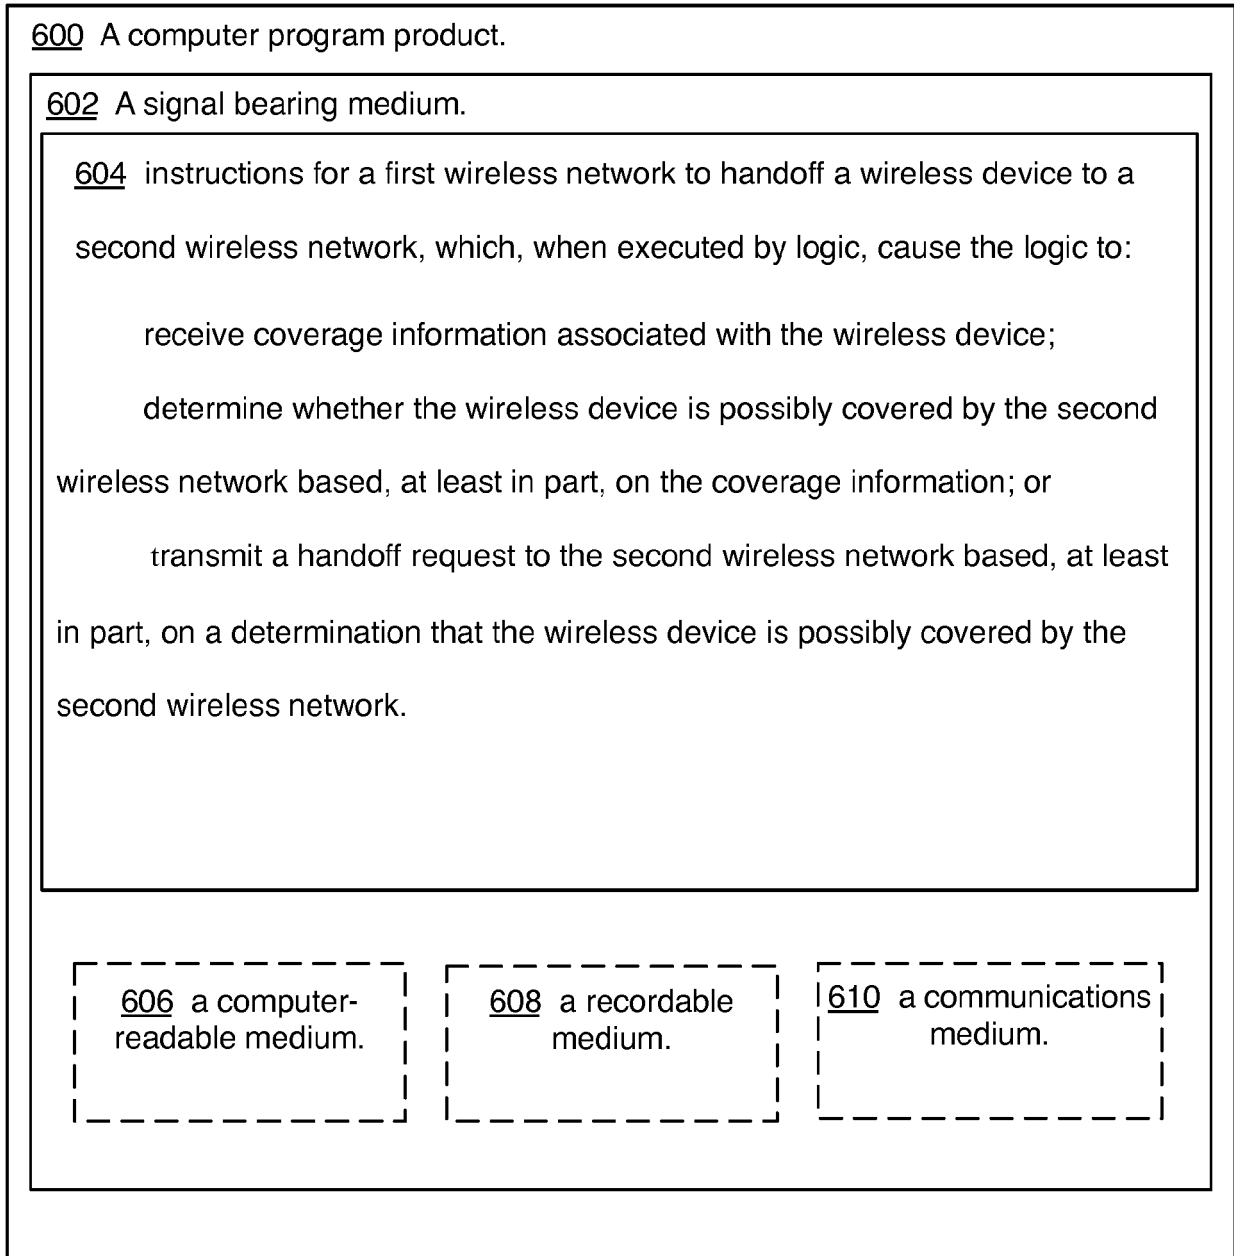 600 A computer program product.
602 A signal bearing medium.
604 instructions for a first wireless network to handoff a wireless device to a
second wireless network, which, when executed by logic, cause the logic to:
receive coverage information associated with the wireless device;
determine whether the wireless device is possibly covered by the second
wireless network based, at least in part, on the coverage information; or
transmit a handoff request to the second wireless network based, at least
in part, on a determination that the wireless device is possibly covered by the
second wireless network.
606 a computer-
readable medium.
608 a recordable
medium.
610 a communications
medium.